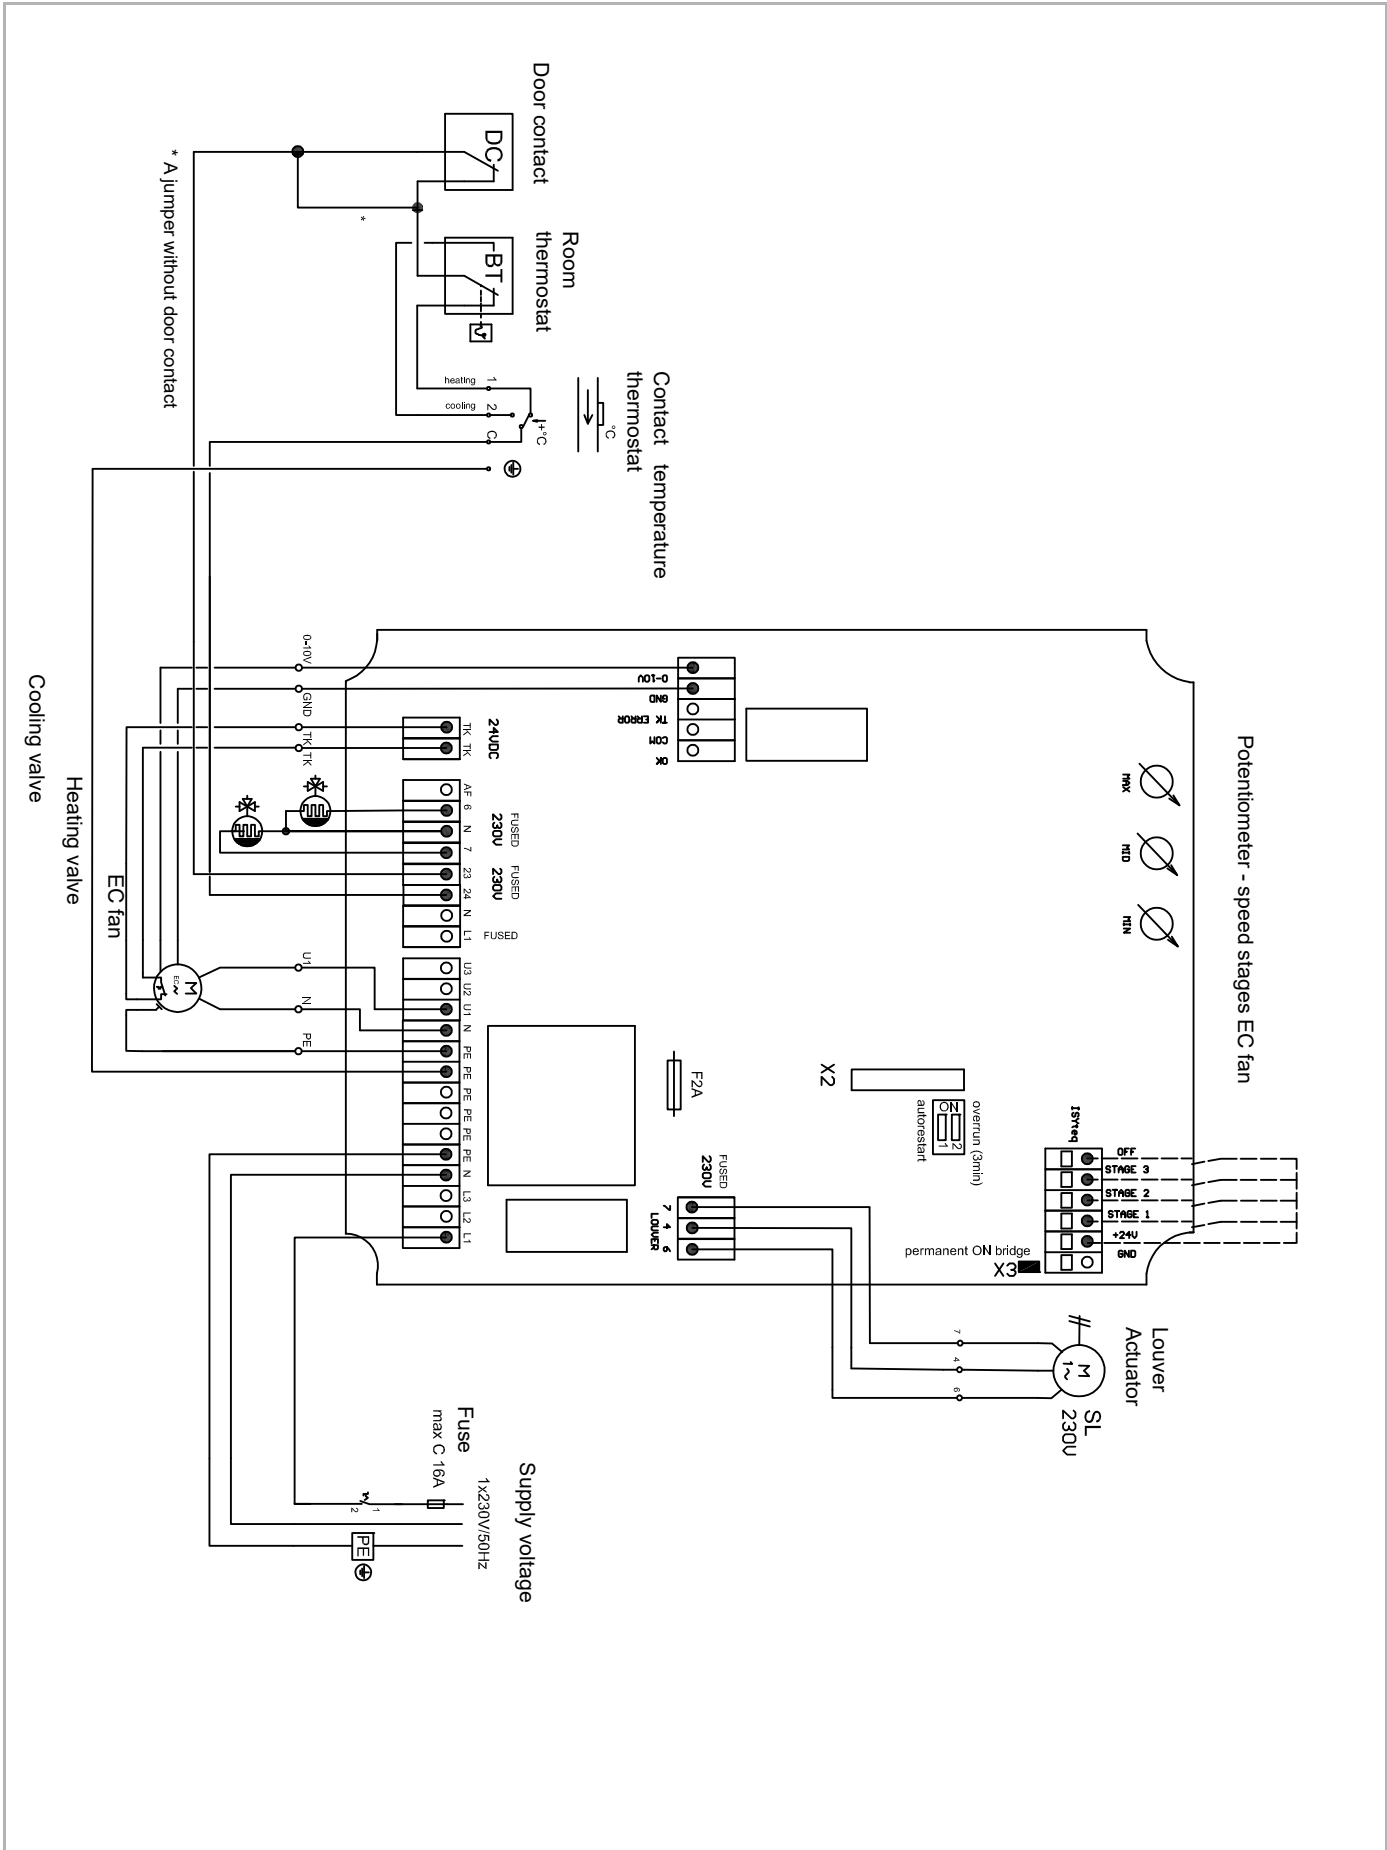 Door contact
DC
* A jumper without door contact
*
Room
thermostat
BT
Contact temperature
thermostat
°C
+°C
heating
1
cooling
2
C
0-10V
GND
TK
TK
0-10V
GND
TK ERROR
COM
OK
24VDC
TK
TK
AF
6
N
7
23
24
N
L1
FUSED
230V
FUSED
230V
FUSED
U3
U2
U1
N
PE
PE
PE
PE
PE
PE
N
L3
L2
L1
Cooling valve
Heating valve
EC fan
M
EC
U1
N
PE
Potentiometer - speed stages EC fan
MAX
MID
MIN
F2A
X2
ON
1
2
overrun (3min)
autorestart
ISYteq
OFF
STAGE 3
STAGE 2
STAGE 1
+24V
GND
permanent ON bridge
X3
FUSED
230V
7
4
6
LOUVER
7
4
6
Louver
Actuator
M
1~
SL
230V
Fuse
max C 16A
Supply voltage
1x230V/50Hz
1
2
PE